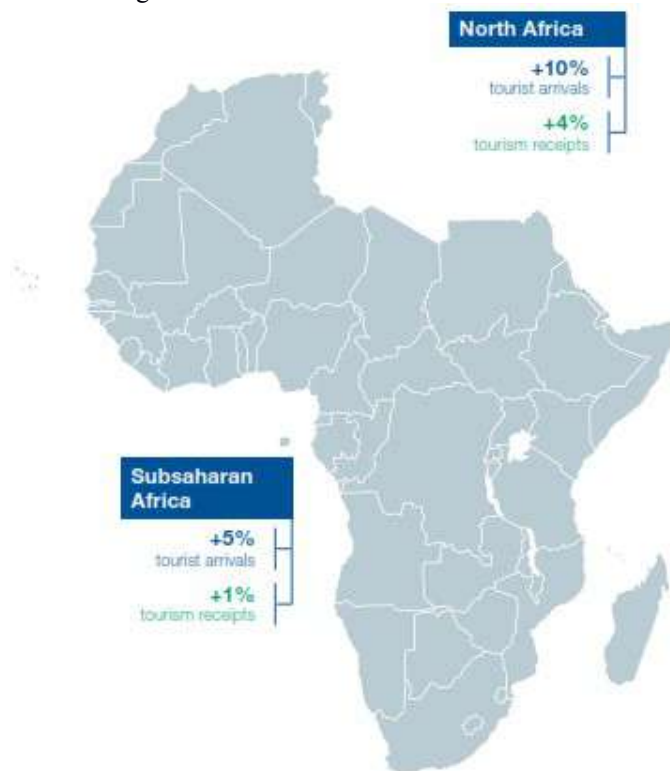 North Africa
+10%
tourist arrivals
+4%
tourism receipts
Subsaharan
Africa
+5%
tourist arrivals
+1%
tourism receipts